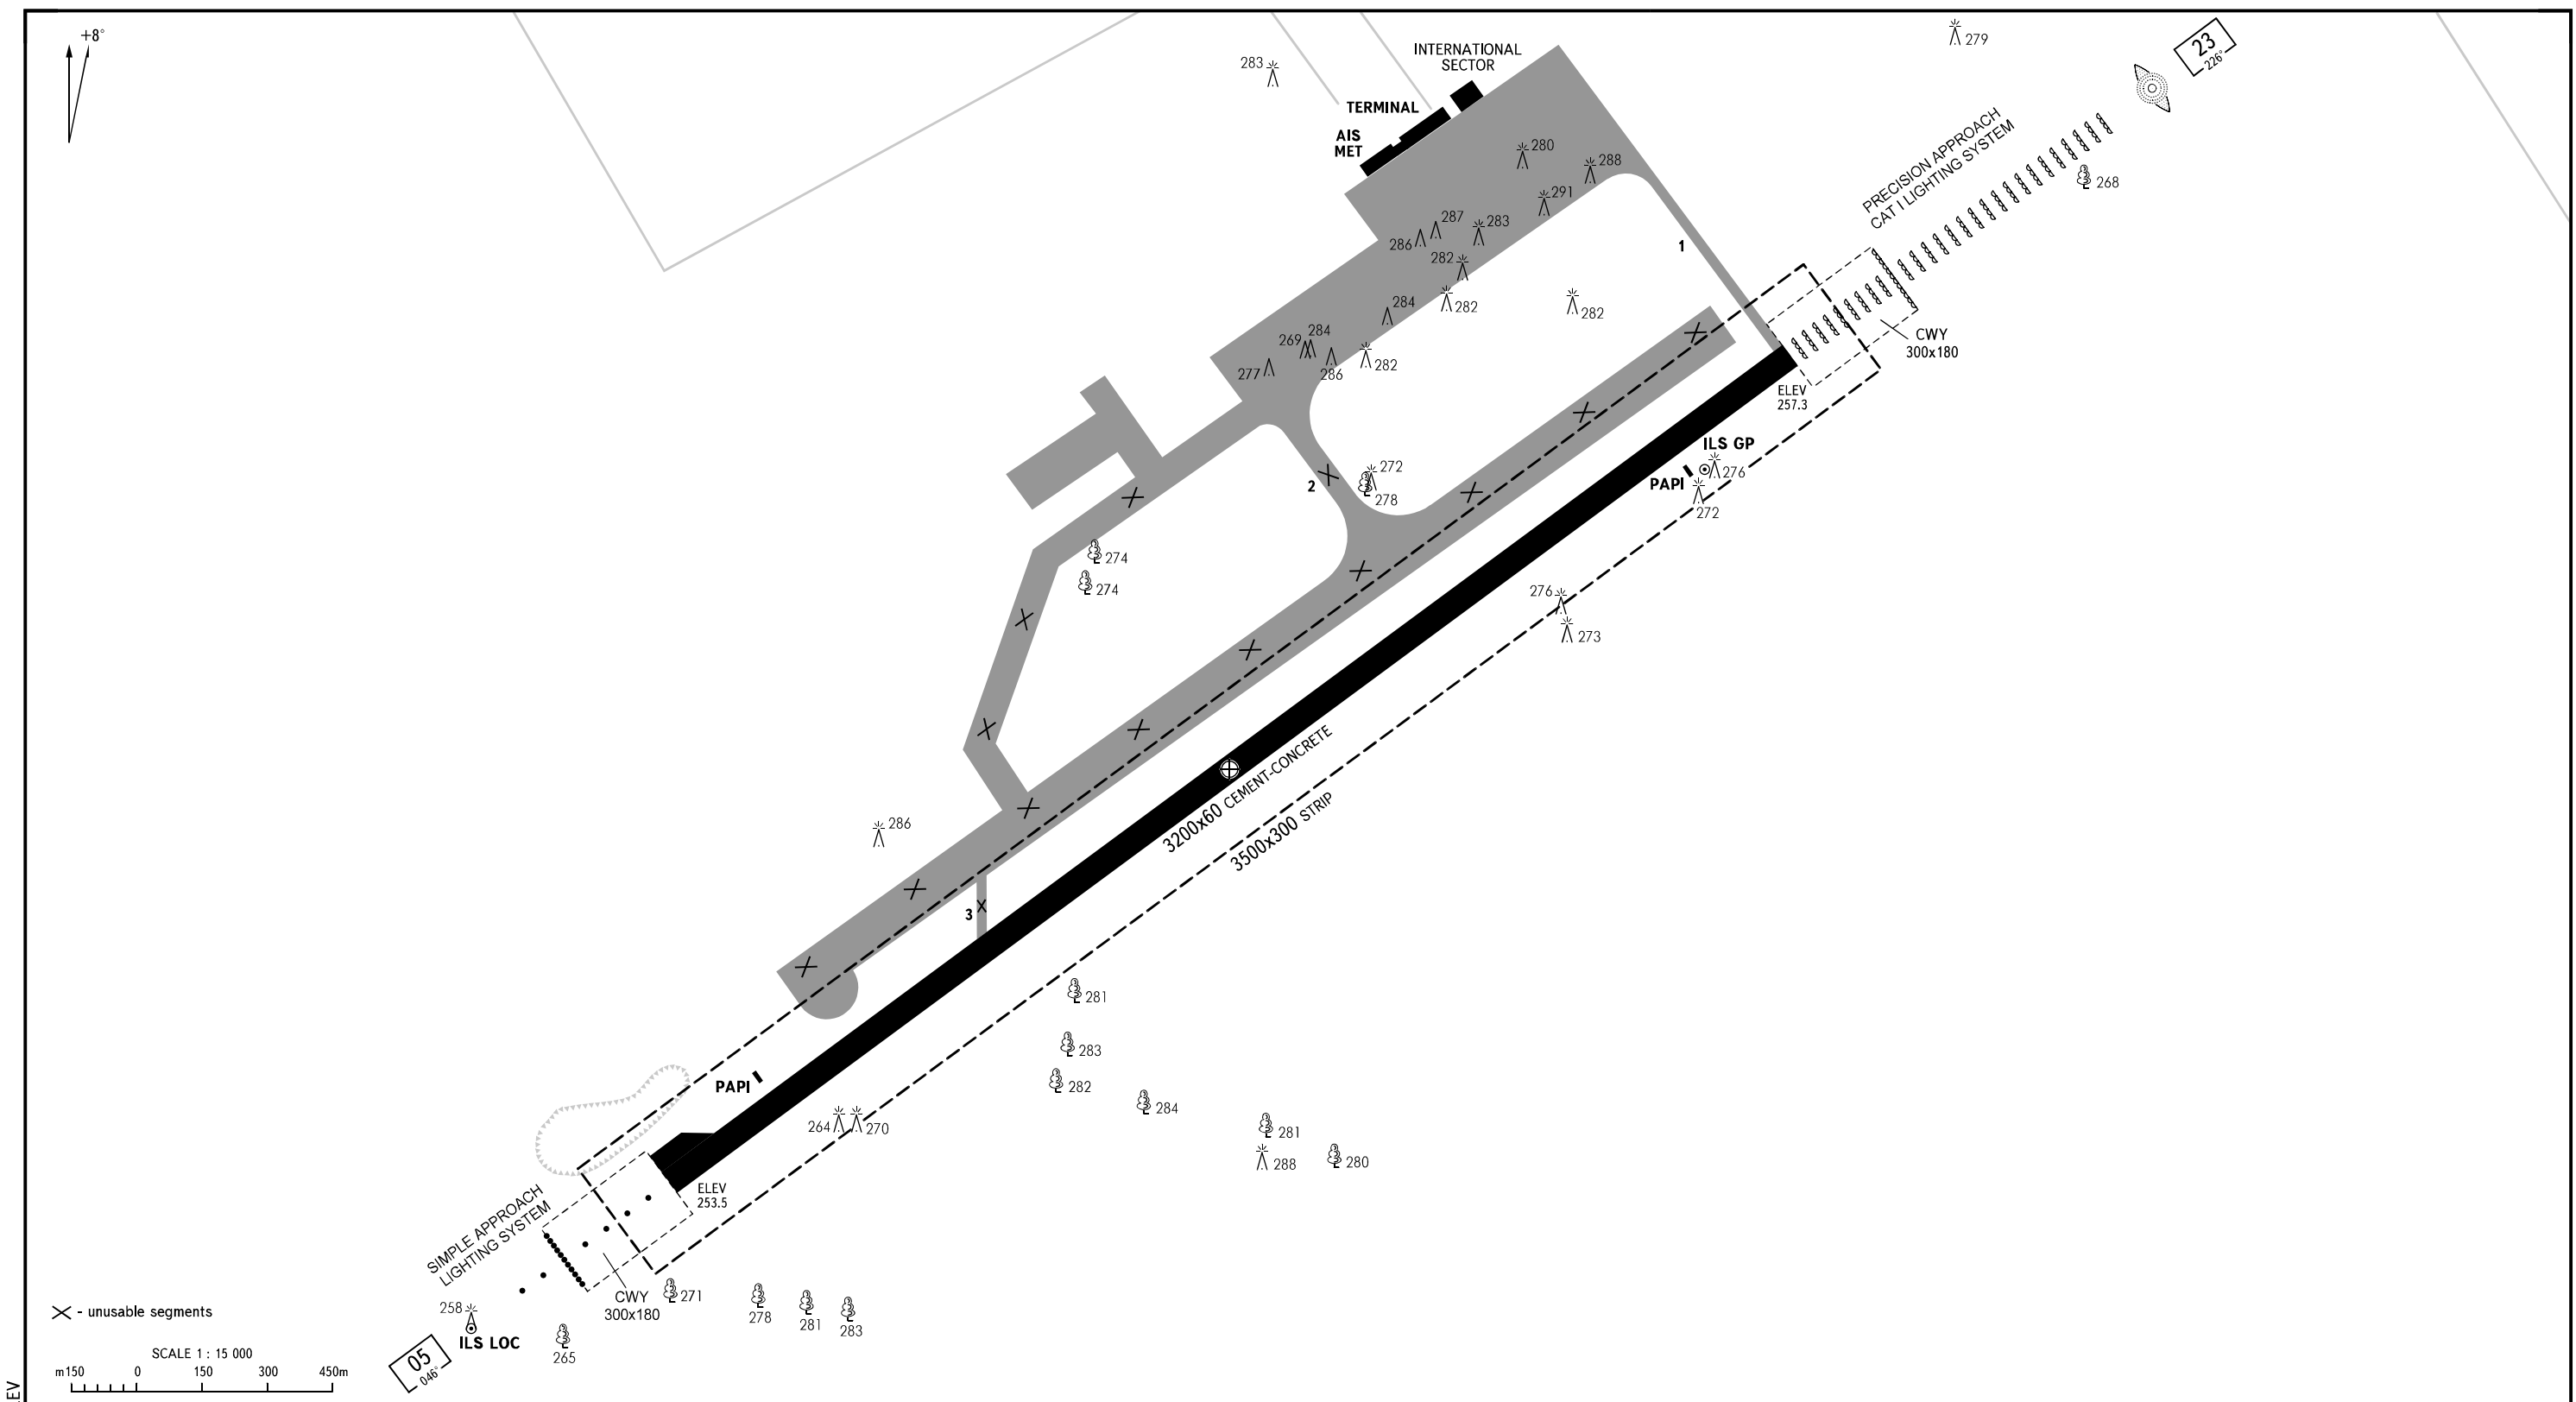 +8°
279
23
226°
INTERNATIONAL
SECTOR
283
TERMINAL
AIS
MET
PRECISION APPROACH
CAT I LIGHTING SYSTEM
280
288
268
291
287
283
286
1
282
284
282
282
CWY
300x180
269
284
277
286
282
ELEV
257.3
ILS GP
276
PAPI
272
272
2
278
274
274
276
273
3200x60 CEMENT-CONCRETE
3500x300 STRIP
286
3
281
283
282
284
PAPI
264
270
281
288
280
ELEV
253.5
SIMPLE APPROACH
LIGHTING SYSTEM
CWY
300x180
271
278
281
283
258
ILS LOC
265
05
046°
X - unusable segments
SCALE 1 : 15 000
m150 0 150 300 450m